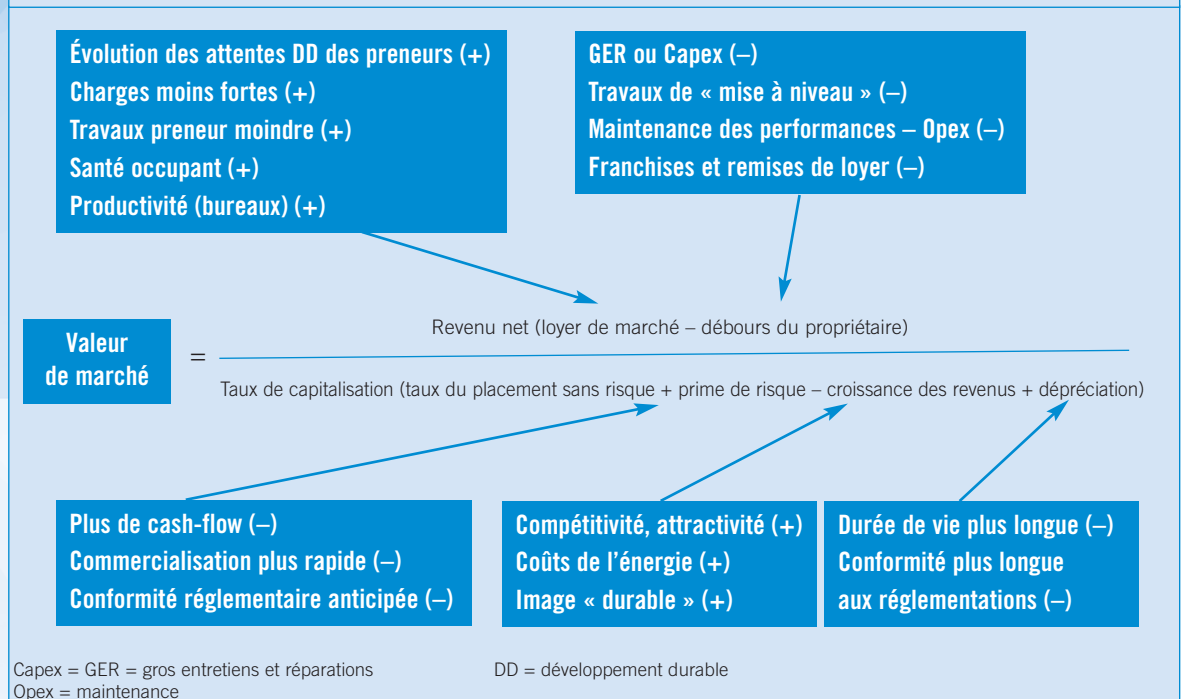 Évolution des attentes DD des preneurs (+)
Charges moins fortes (+)
Travaux preneur moindre (+)
Santé occupant (+)
Productivité (bureaux) (+)
GER ou Capex (–)
Travaux de « mise à niveau » (–)
Maintenance des performances – Opex (–)
Franchises et remises de loyer (–)
Valeur
de marché
=
Revenu net (loyer de marché – débours du propriétaire)
Taux de capitalisation (taux du placement sans risque + prime de risque – croissance des revenus + dépréciation)
Plus de cash-flow (–)
Commercialisation plus rapide (–)
Conformité réglementaire anticipée (–)
Compétitivité, attractivité (+)
Coûts de l’énergie (+)
Image « durable » (+)
Durée de vie plus longue (–)
Conformité plus longue
aux réglementations (–)
Capex = GER = gros entretiens et réparations
Opex = maintenance
DD = développement durable